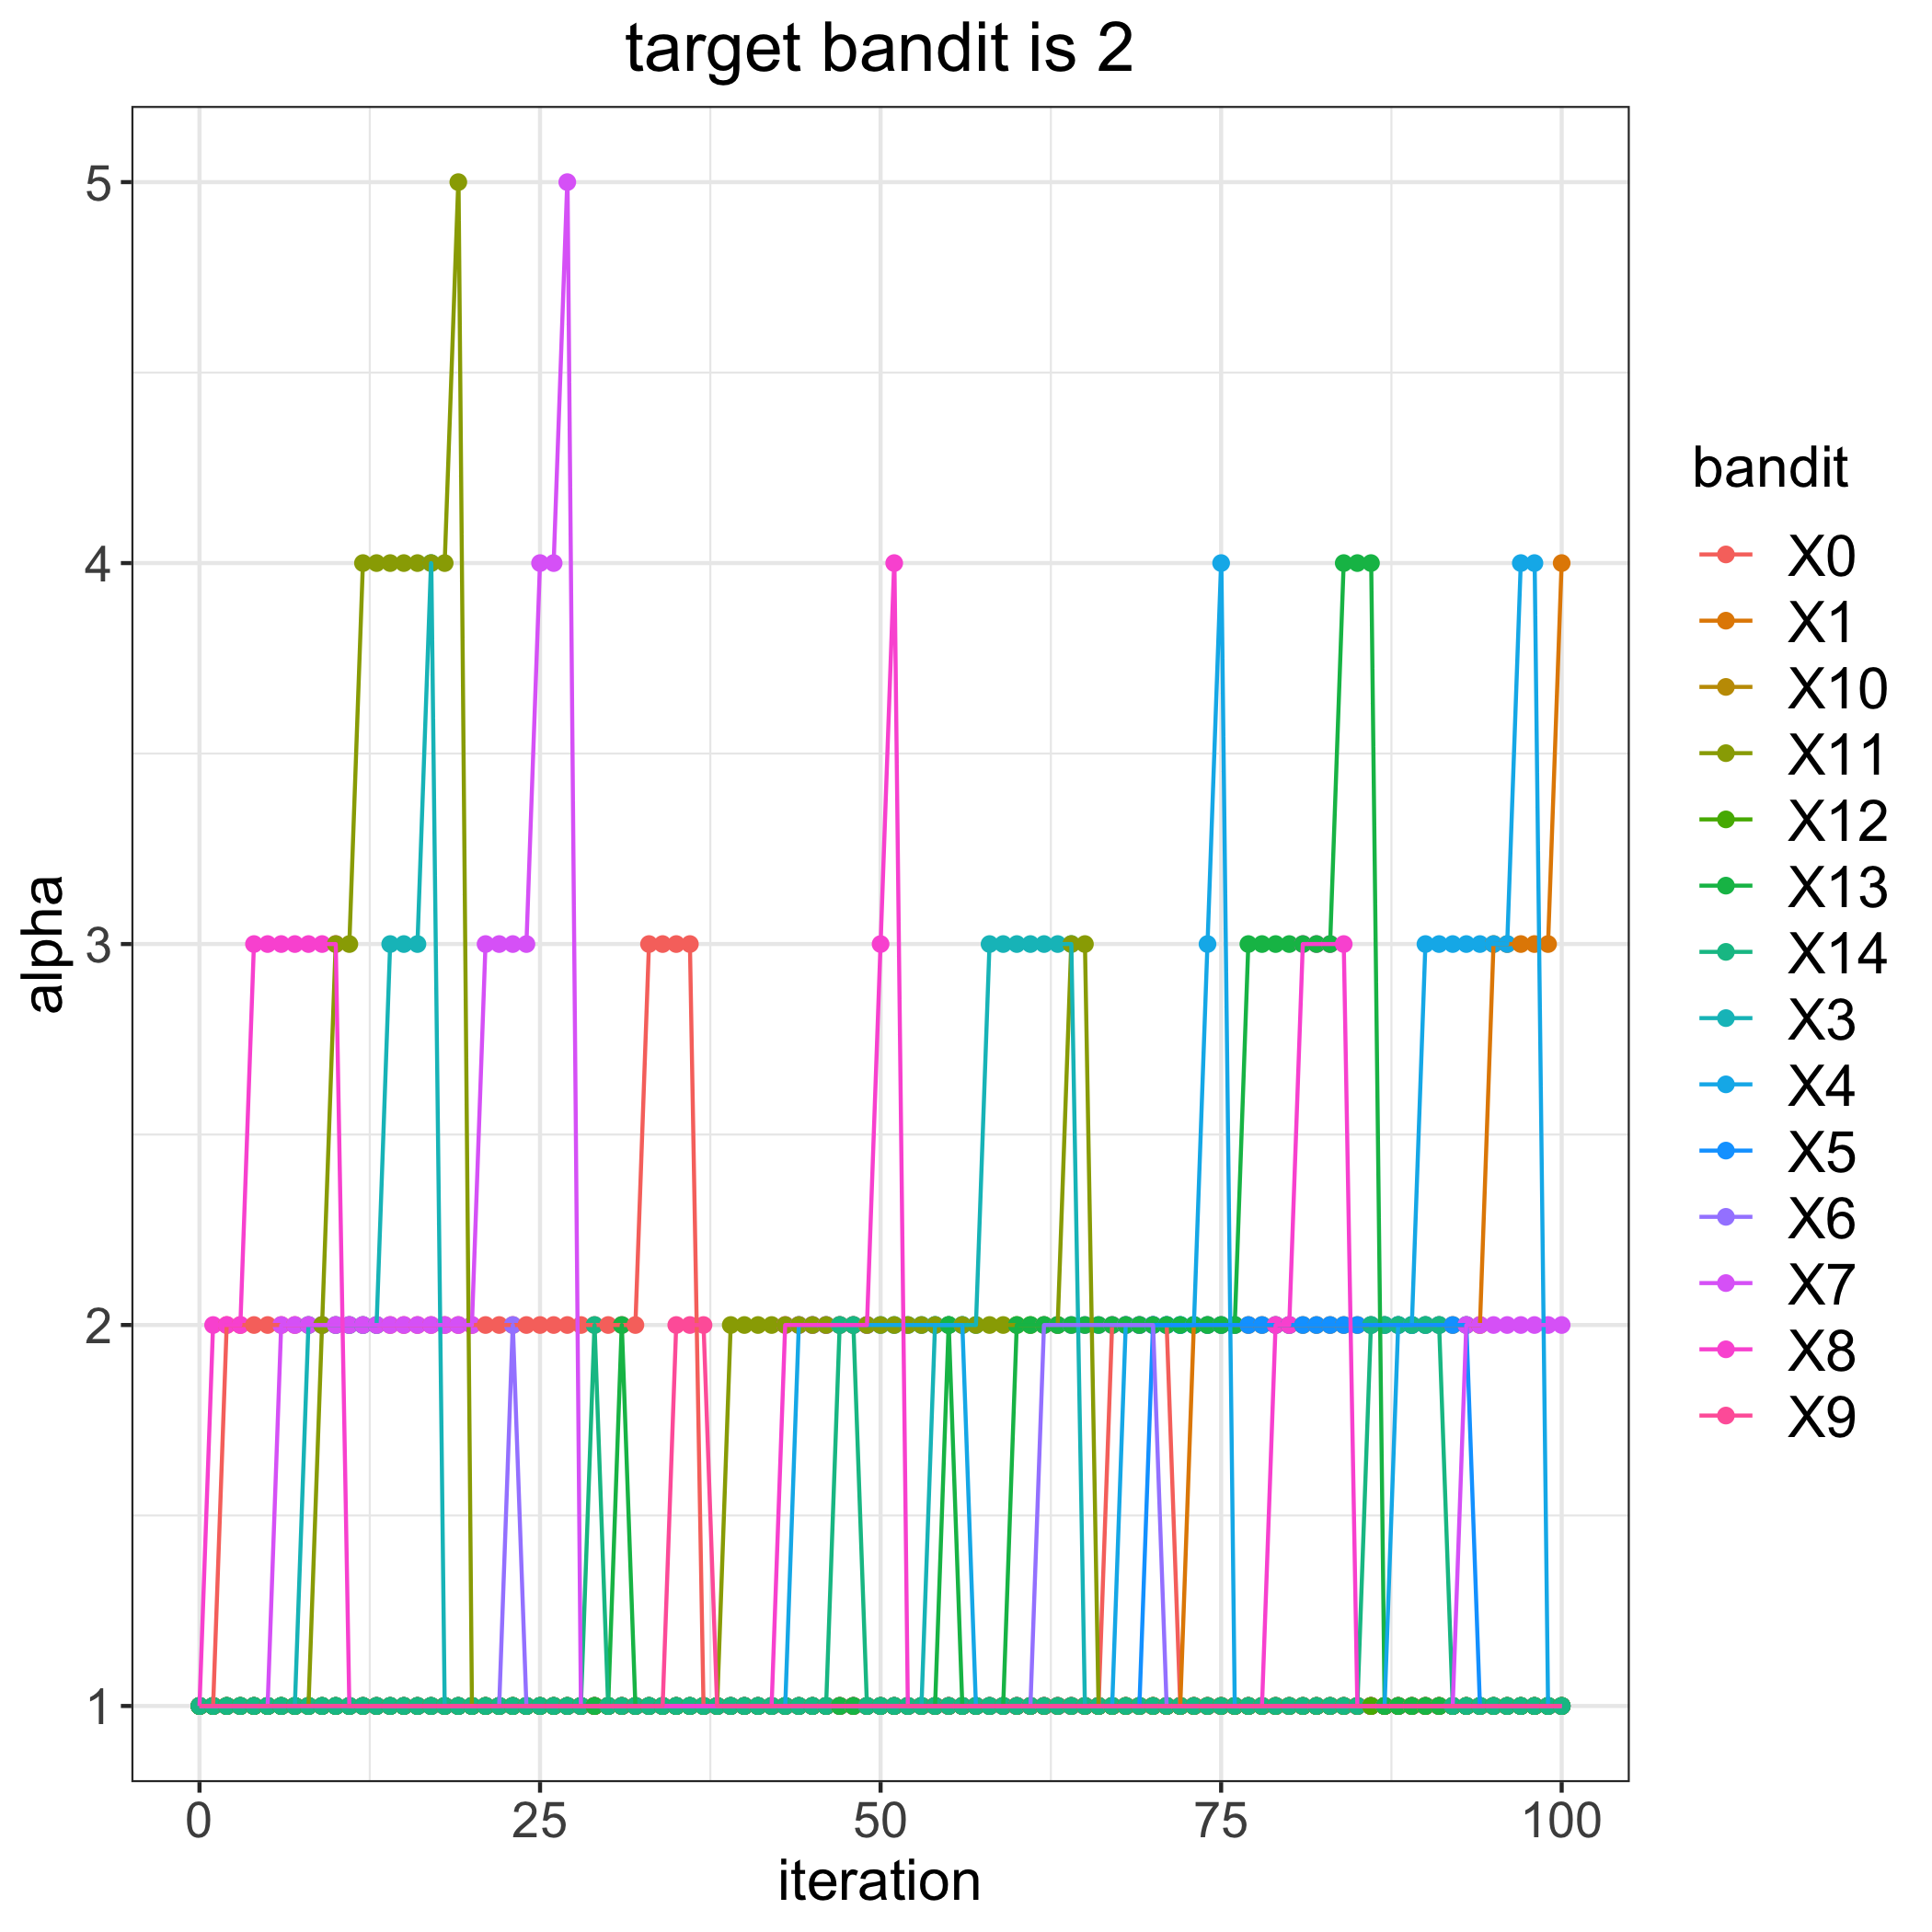 target bandit is 2
5
4
3
2
1
alpha
0 25 50 75 100
iteration
bandit
X0
X1
X10
X11
X12
X13
X14
X3
X4
X5
X6
X7
X8
X9